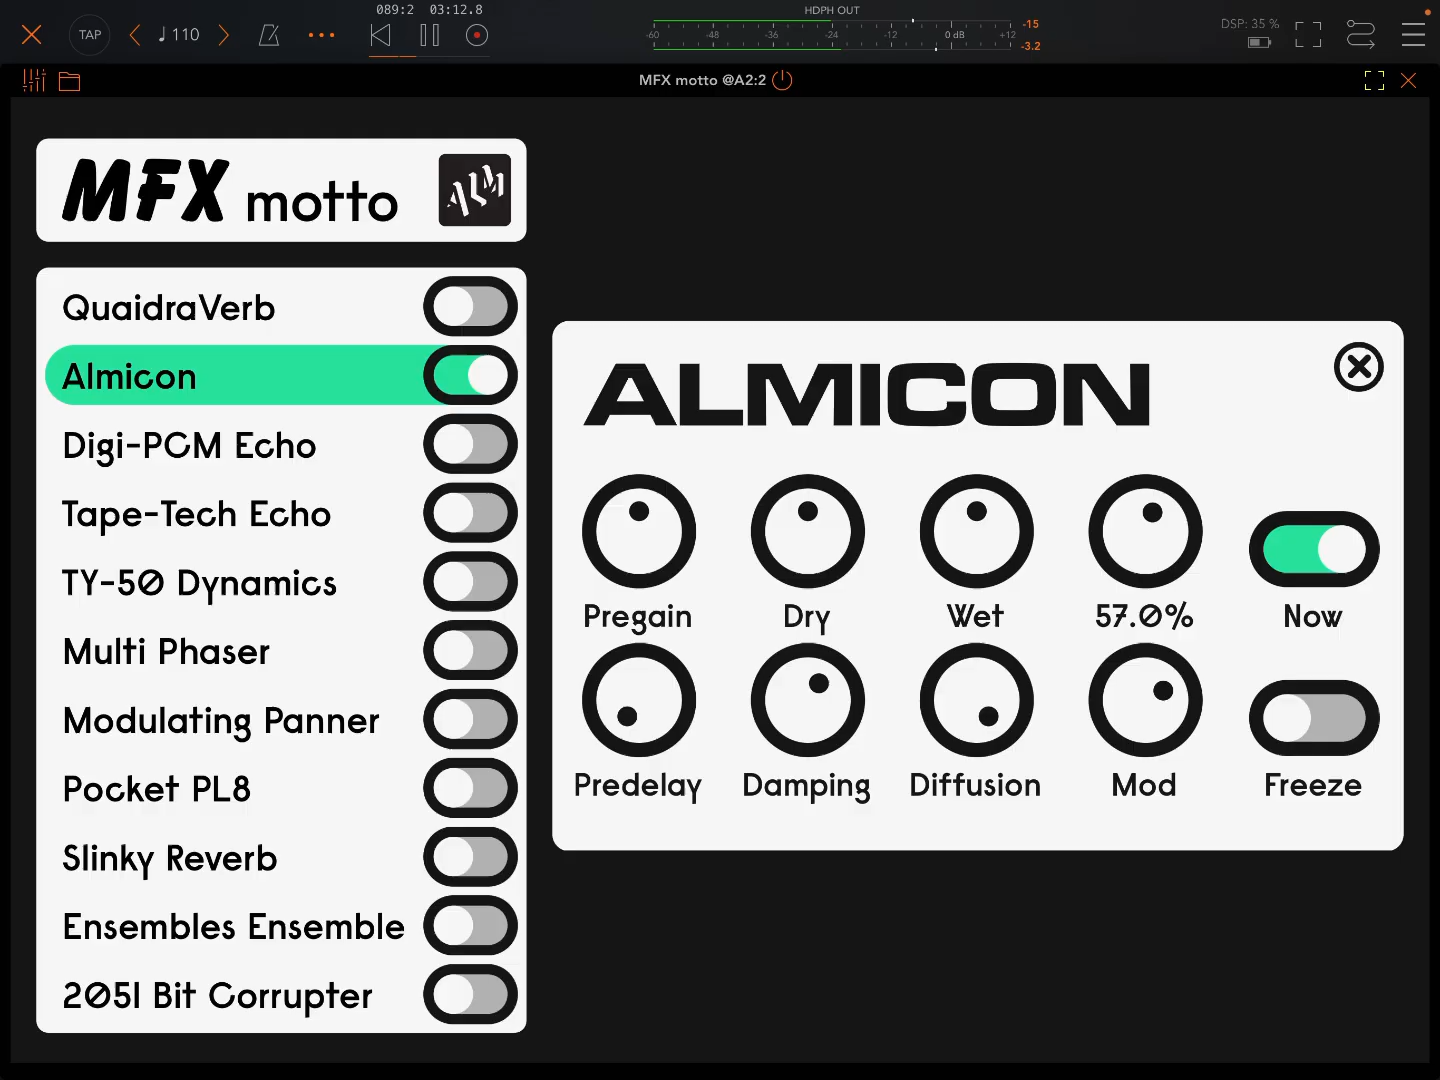 089:2 03:12.8
TAP
♩ 110
HDPH OUT
-60 -48 -36 -24 -12 0 dB +12
-15
-3.2
DSP: 35 %
MFX motto @A2:2
MFX motto
ALM
QuaidraVerb
Almicon
Digi-PCM Echo
Tape-Tech Echo
TY-50 Dynamics
Multi Phaser
Modulating Panner
Pocket PL8
Slinky Reverb
Ensembles Ensemble
2051 Bit Corrupter
ALMICON
Pregain Dry Wet 57.0% Now
Predelay Damping Diffusion Mod Freeze